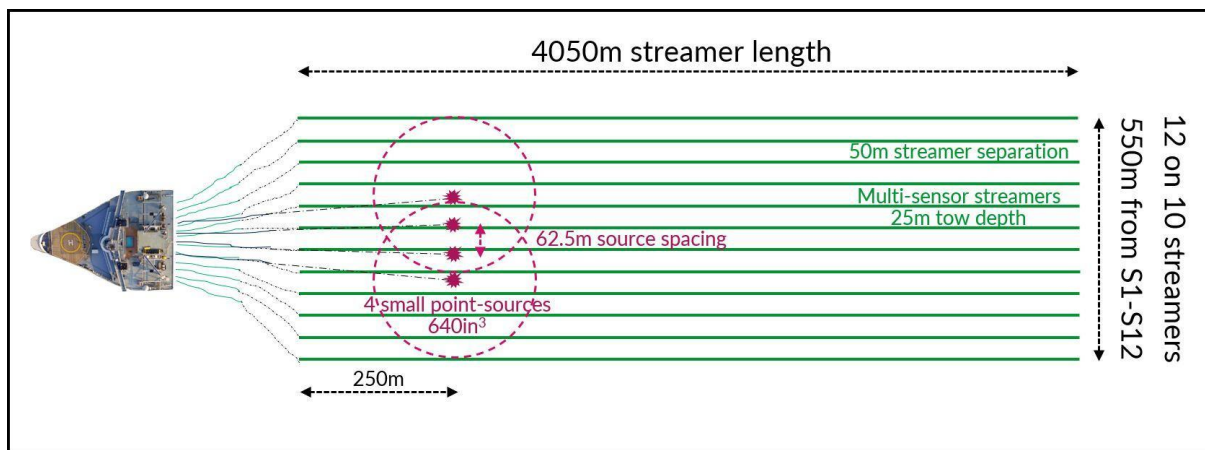 4050m streamer length
12 on 10 streamers
550m from S1-S12
50m streamer separation
Multi-sensor streamers
25m tow depth
62.5m source spacing
4 small point-sources
640in³
250m
H